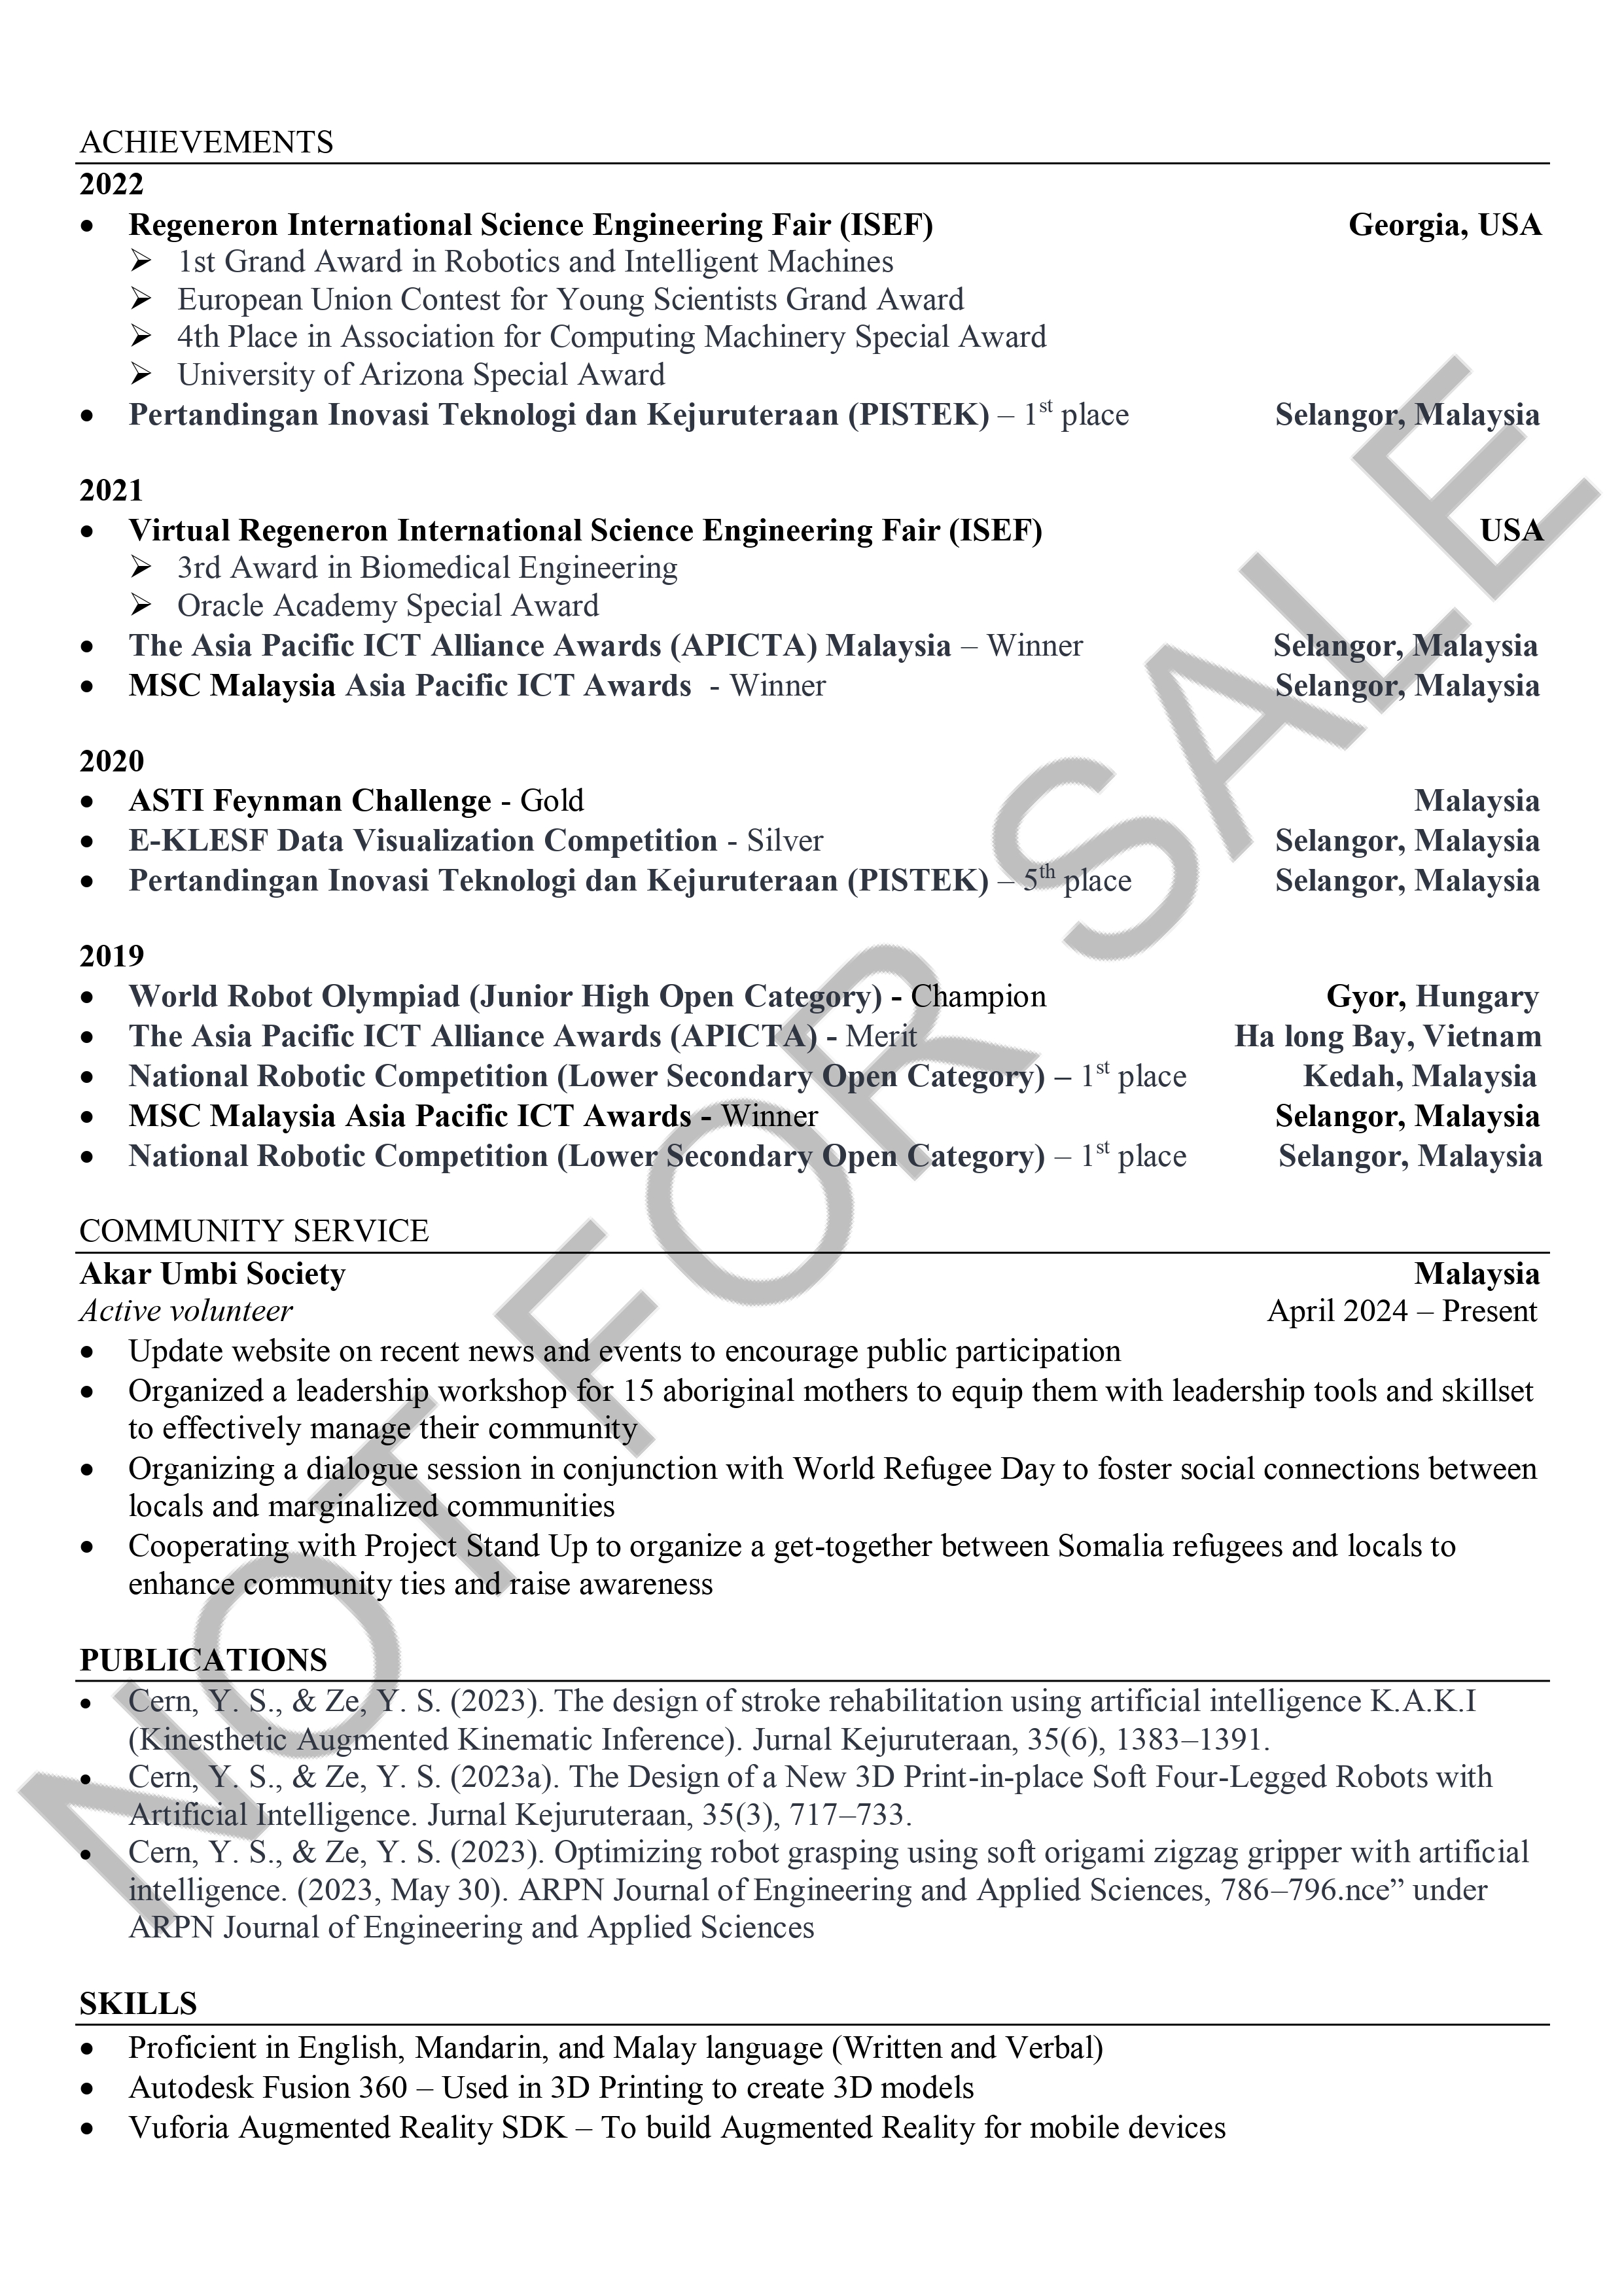 ACHIEVEMENTS
2022
• Regeneron International Science Engineering Fair (ISEF) Georgia, USA
➢ 1st Grand Award in Robotics and Intelligent Machines
➢ European Union Contest for Young Scientists Grand Award
➢ 4th Place in Association for Computing Machinery Special Award
➢ University of Arizona Special Award
• Pertandingan Inovasi Teknologi dan Kejuruteraan (PISTEK) – 1st place Selangor, Malaysia
2021
• Virtual Regeneron International Science Engineering Fair (ISEF) USA
➢ 3rd Award in Biomedical Engineering
➢ Oracle Academy Special Award
• The Asia Pacific ICT Alliance Awards (APICTA) Malaysia – Winner Selangor, Malaysia
• MSC Malaysia Asia Pacific ICT Awards - Winner Selangor, Malaysia
2020
• ASTI Feynman Challenge - Gold Malaysia
• E-KLESF Data Visualization Competition - Silver Selangor, Malaysia
• Pertandingan Inovasi Teknologi dan Kejuruteraan (PISTEK) – 5th place Selangor, Malaysia
2019
• World Robot Olympiad (Junior High Open Category) - Champion Gyor, Hungary
• The Asia Pacific ICT Alliance Awards (APICTA) - Merit Ha long Bay, Vietnam
• National Robotic Competition (Lower Secondary Open Category) – 1st place Kedah, Malaysia
• MSC Malaysia Asia Pacific ICT Awards - Winner Selangor, Malaysia
• National Robotic Competition (Lower Secondary Open Category) – 1st place Selangor, Malaysia
COMMUNITY SERVICE
Akar Umbi Society Malaysia
Active volunteer April 2024 – Present
• Update website on recent news and events to encourage public participation
• Organized a leadership workshop for 15 aboriginal mothers to equip them with leadership tools and skillset
to effectively manage their community
• Organizing a dialogue session in conjunction with World Refugee Day to foster social connections between
locals and marginalized communities
• Cooperating with Project Stand Up to organize a get-together between Somalia refugees and locals to
enhance community ties and raise awareness
PUBLICATIONS
• Cern, Y. S., & Ze, Y. S. (2023). The design of stroke rehabilitation using artificial intelligence K.A.K.I
(Kinesthetic Augmented Kinematic Inference). Jurnal Kejuruteraan, 35(6), 1383–1391.
• Cern, Y. S., & Ze, Y. S. (2023a). The Design of a New 3D Print-in-place Soft Four-Legged Robots with
Artificial Intelligence. Jurnal Kejuruteraan, 35(3), 717–733.
• Cern, Y. S., & Ze, Y. S. (2023). Optimizing robot grasping using soft origami zigzag gripper with artificial
intelligence. (2023, May 30). ARPN Journal of Engineering and Applied Sciences, 786–796.nce” under
ARPN Journal of Engineering and Applied Sciences
SKILLS
• Proficient in English, Mandarin, and Malay language (Written and Verbal)
• Autodesk Fusion 360 – Used in 3D Printing to create 3D models
• Vuforia Augmented Reality SDK – To build Augmented Reality for mobile devices
NOT FOR SALE